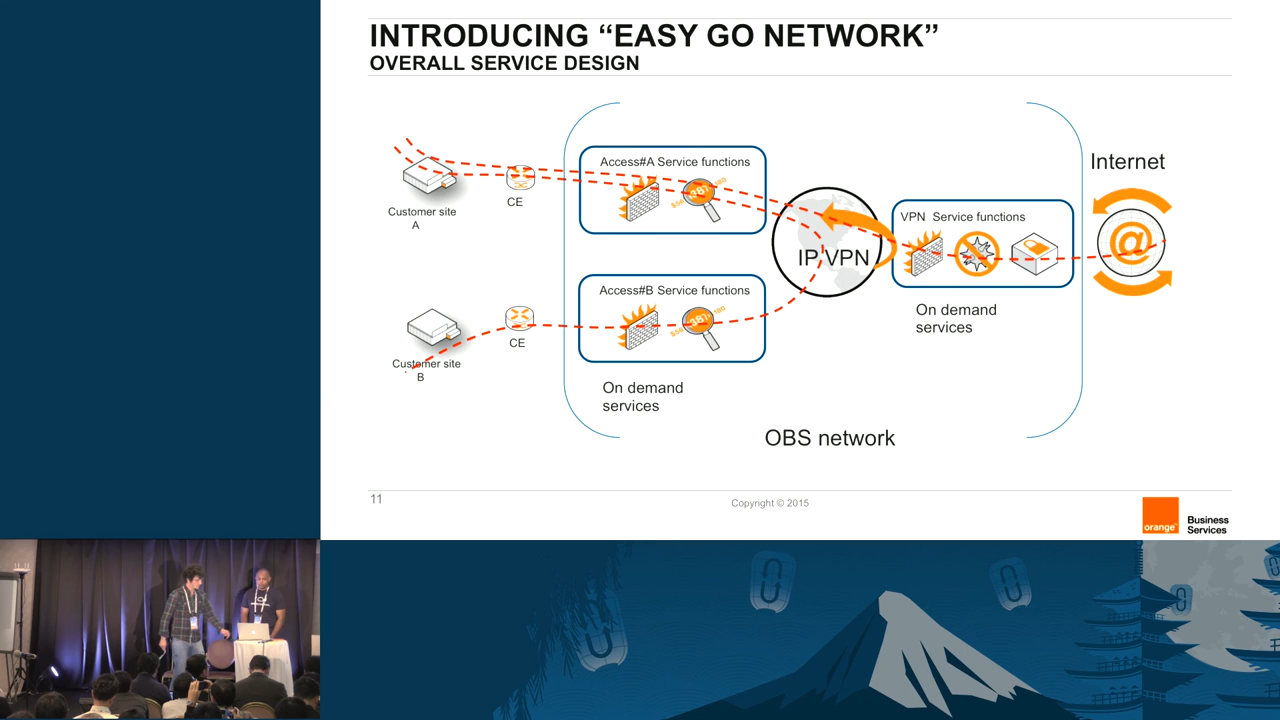 INTRODUCING “EASY GO NETWORK”
OVERALL SERVICE DESIGN
Access#A Service functions
Internet
Customer site
A
CE
VPN Service functions
@
IP VPN
Access#B Service functions
On demand
services
CE
Customer site
B
On demand
services
OBS network
11
Copyright © 2015
orange™
Business
Services